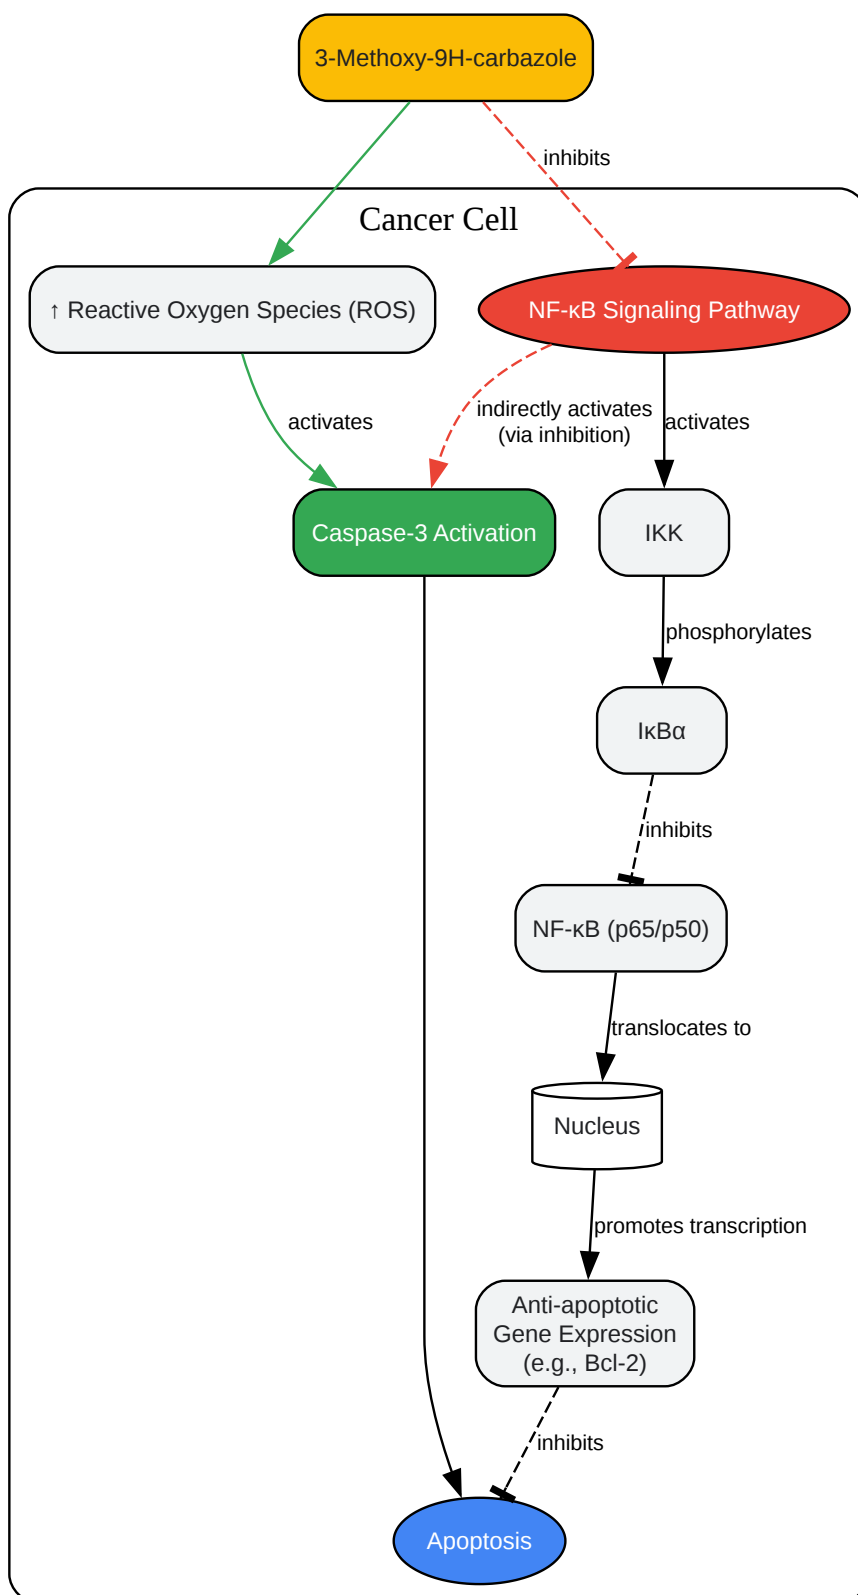 3-Methoxy-9H-carbazole
inhibits
Cancer Cell
↑ Reactive Oxygen Species (ROS)
NF-κB Signaling Pathway
activates
indirectly activates
(via inhibition)
activates
Caspase-3 Activation
IKK
phosphorylates
IκBα
inhibits
NF-κB (p65/p50)
translocates to
Nucleus
promotes transcription
Anti-apoptotic
Gene Expression
(e.g., Bcl-2)
inhibits
Apoptosis